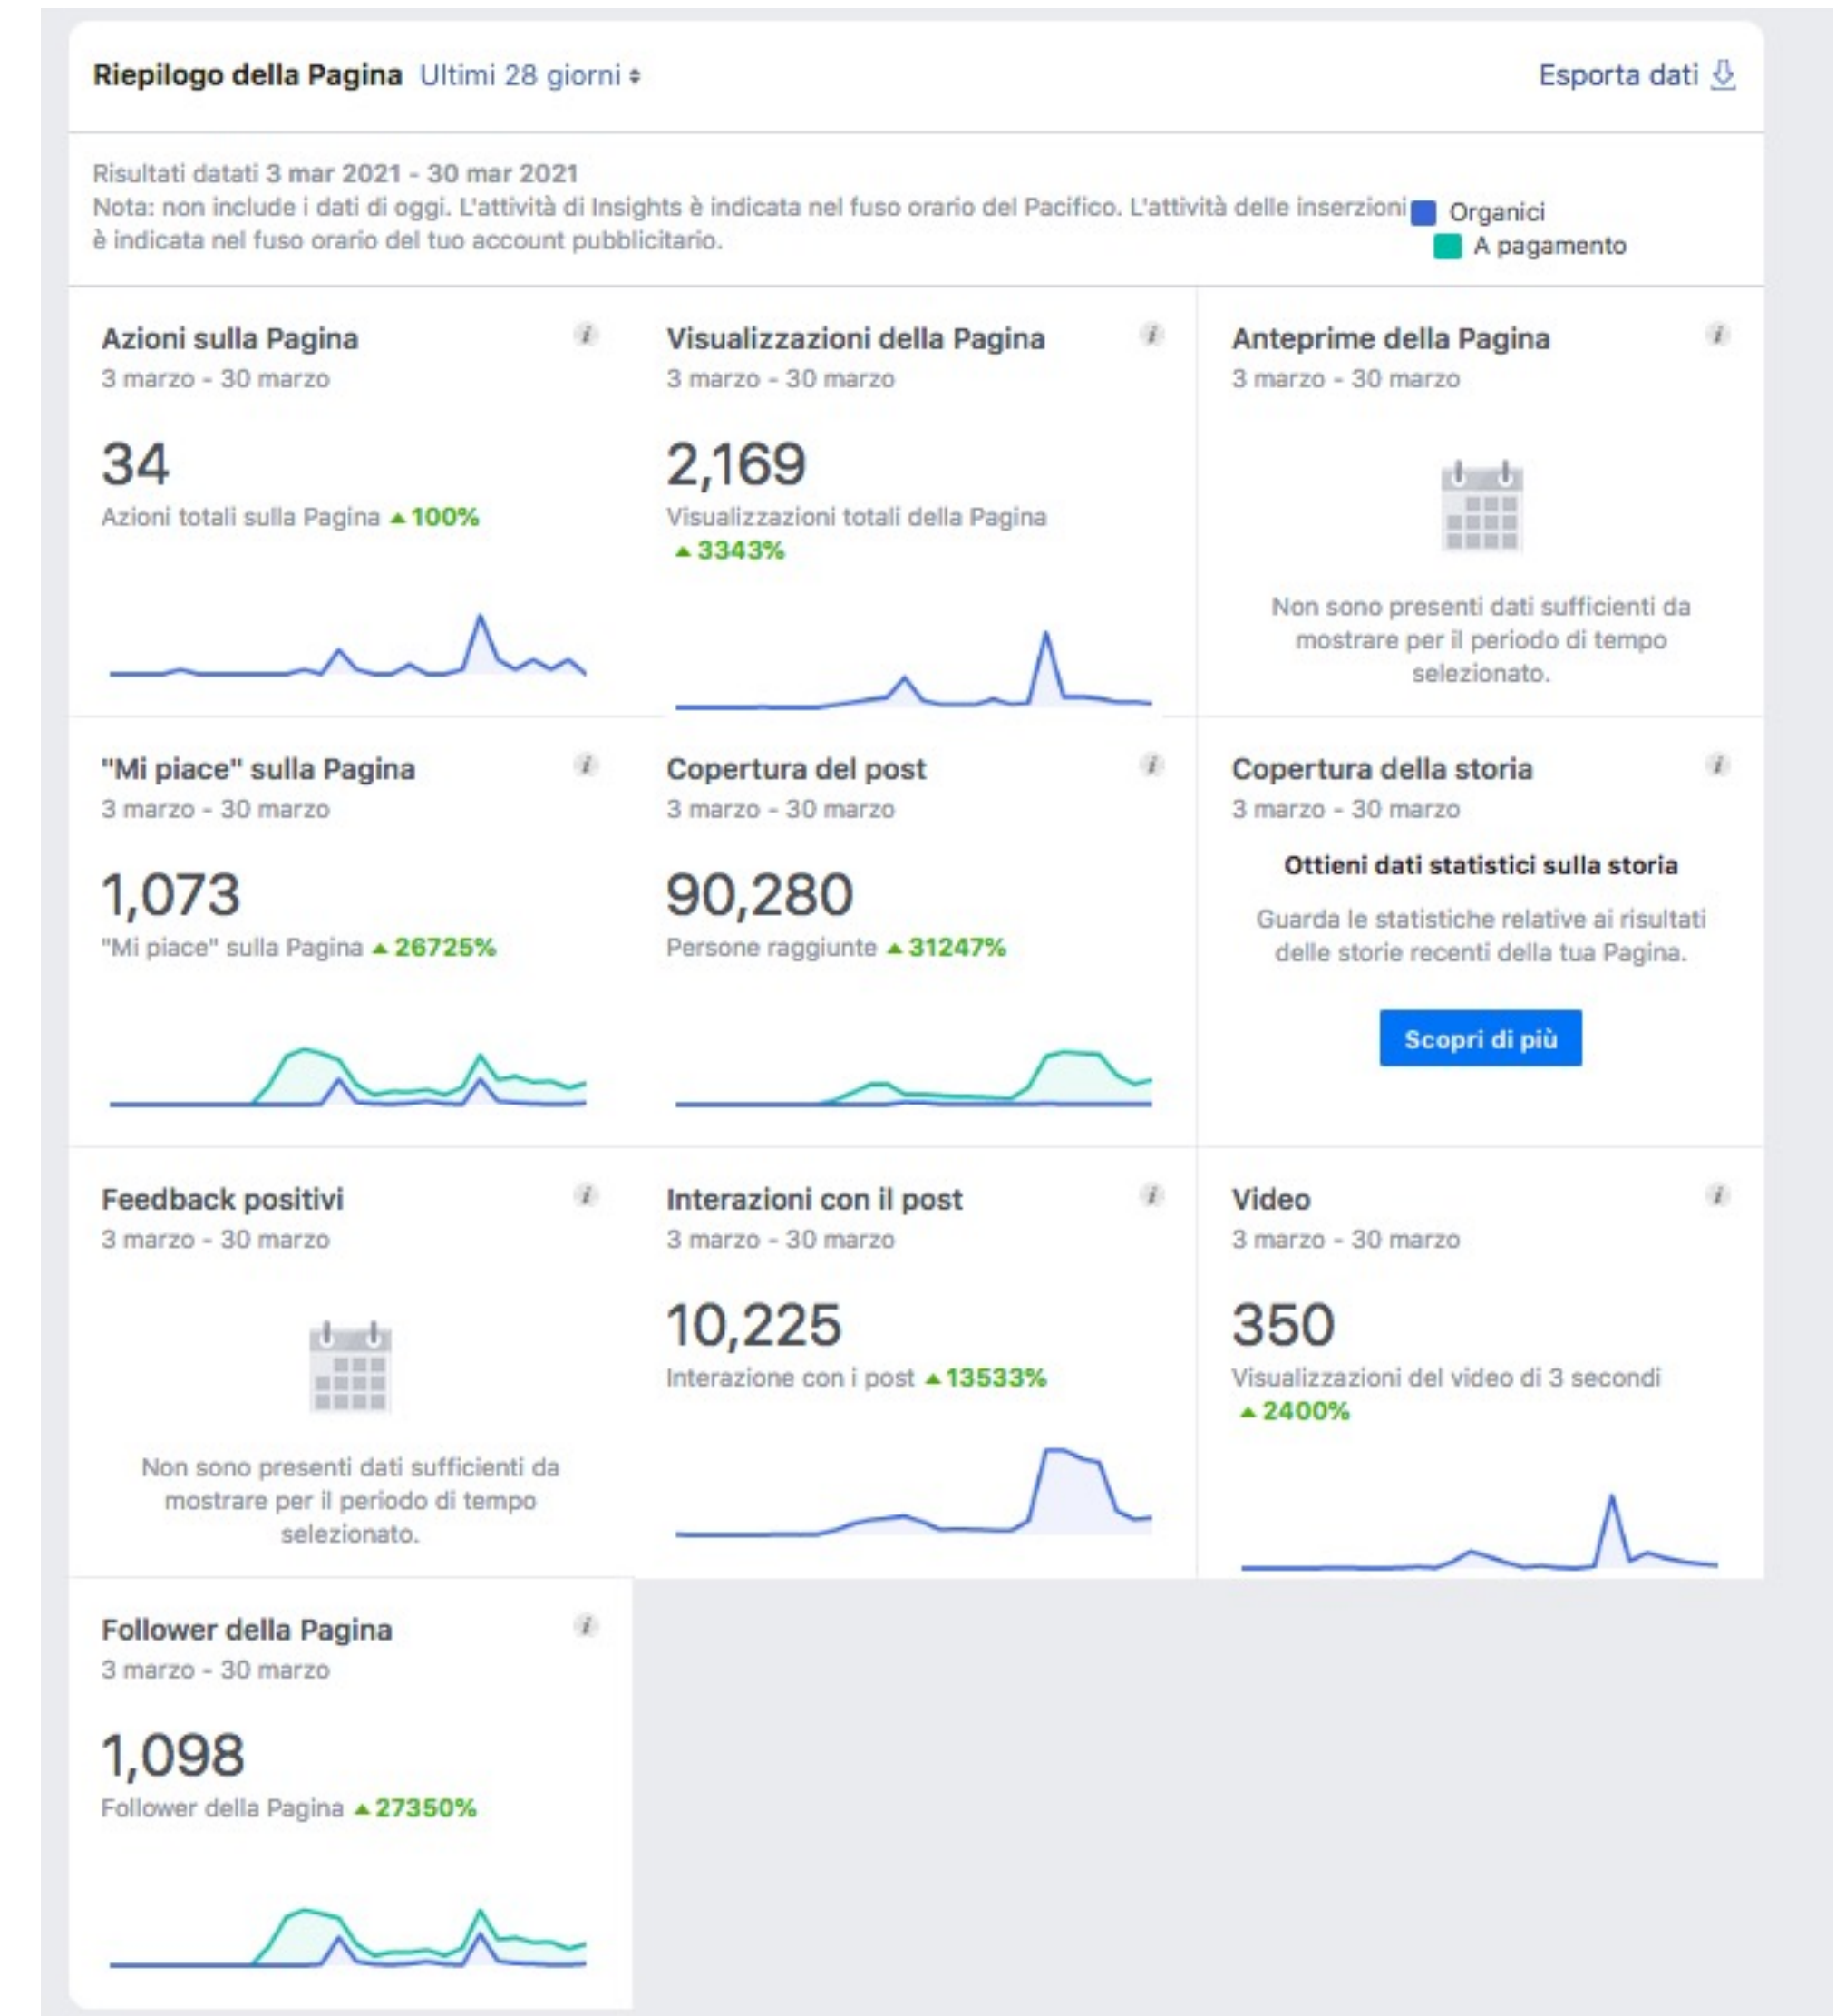 Riepilogo della Pagina Ultimi 28 giorni
Esporta dati
Risultati datati 3 mar 2021 - 30 mar 2021
Nota: non include i dati di oggi. L'attività di Insights è indicata nel fuso orario del Pacifico. L'attività delle inserzioni
è indicata nel fuso orario del tuo account pubblicitario.
Organici
A pagamento
Azioni sulla Pagina
3 marzo - 30 marzo
34
Azioni totali sulla Pagina ▲100%
Visualizzazioni della Pagina
3 marzo - 30 marzo
2,169
Visualizzazioni totali della Pagina
▲3343%
Anteprime della Pagina
3 marzo - 30 marzo
Non sono presenti dati sufficienti da
mostrare per il periodo di tempo
selezionato.
"Mi piace" sulla Pagina
3 marzo - 30 marzo
1,073
"Mi piace" sulla Pagina ▲26725%
Copertura del post
3 marzo - 30 marzo
90,280
Persone raggiunte ▲31247%
Copertura della storia
3 marzo - 30 marzo
Ottieni dati statistici sulla storia
Guarda le statistiche relative ai risultati
delle storie recenti della tua Pagina.
Scopri di più
Feedback positivi
3 marzo - 30 marzo
Non sono presenti dati sufficienti da
mostrare per il periodo di tempo
selezionato.
Interazioni con il post
3 marzo - 30 marzo
10,225
Interazione con i post ▲13533%
Video
3 marzo - 30 marzo
350
Visualizzazioni del video di 3 secondi
▲2400%
Follower della Pagina
3 marzo - 30 marzo
1,098
Follower della Pagina ▲27350%